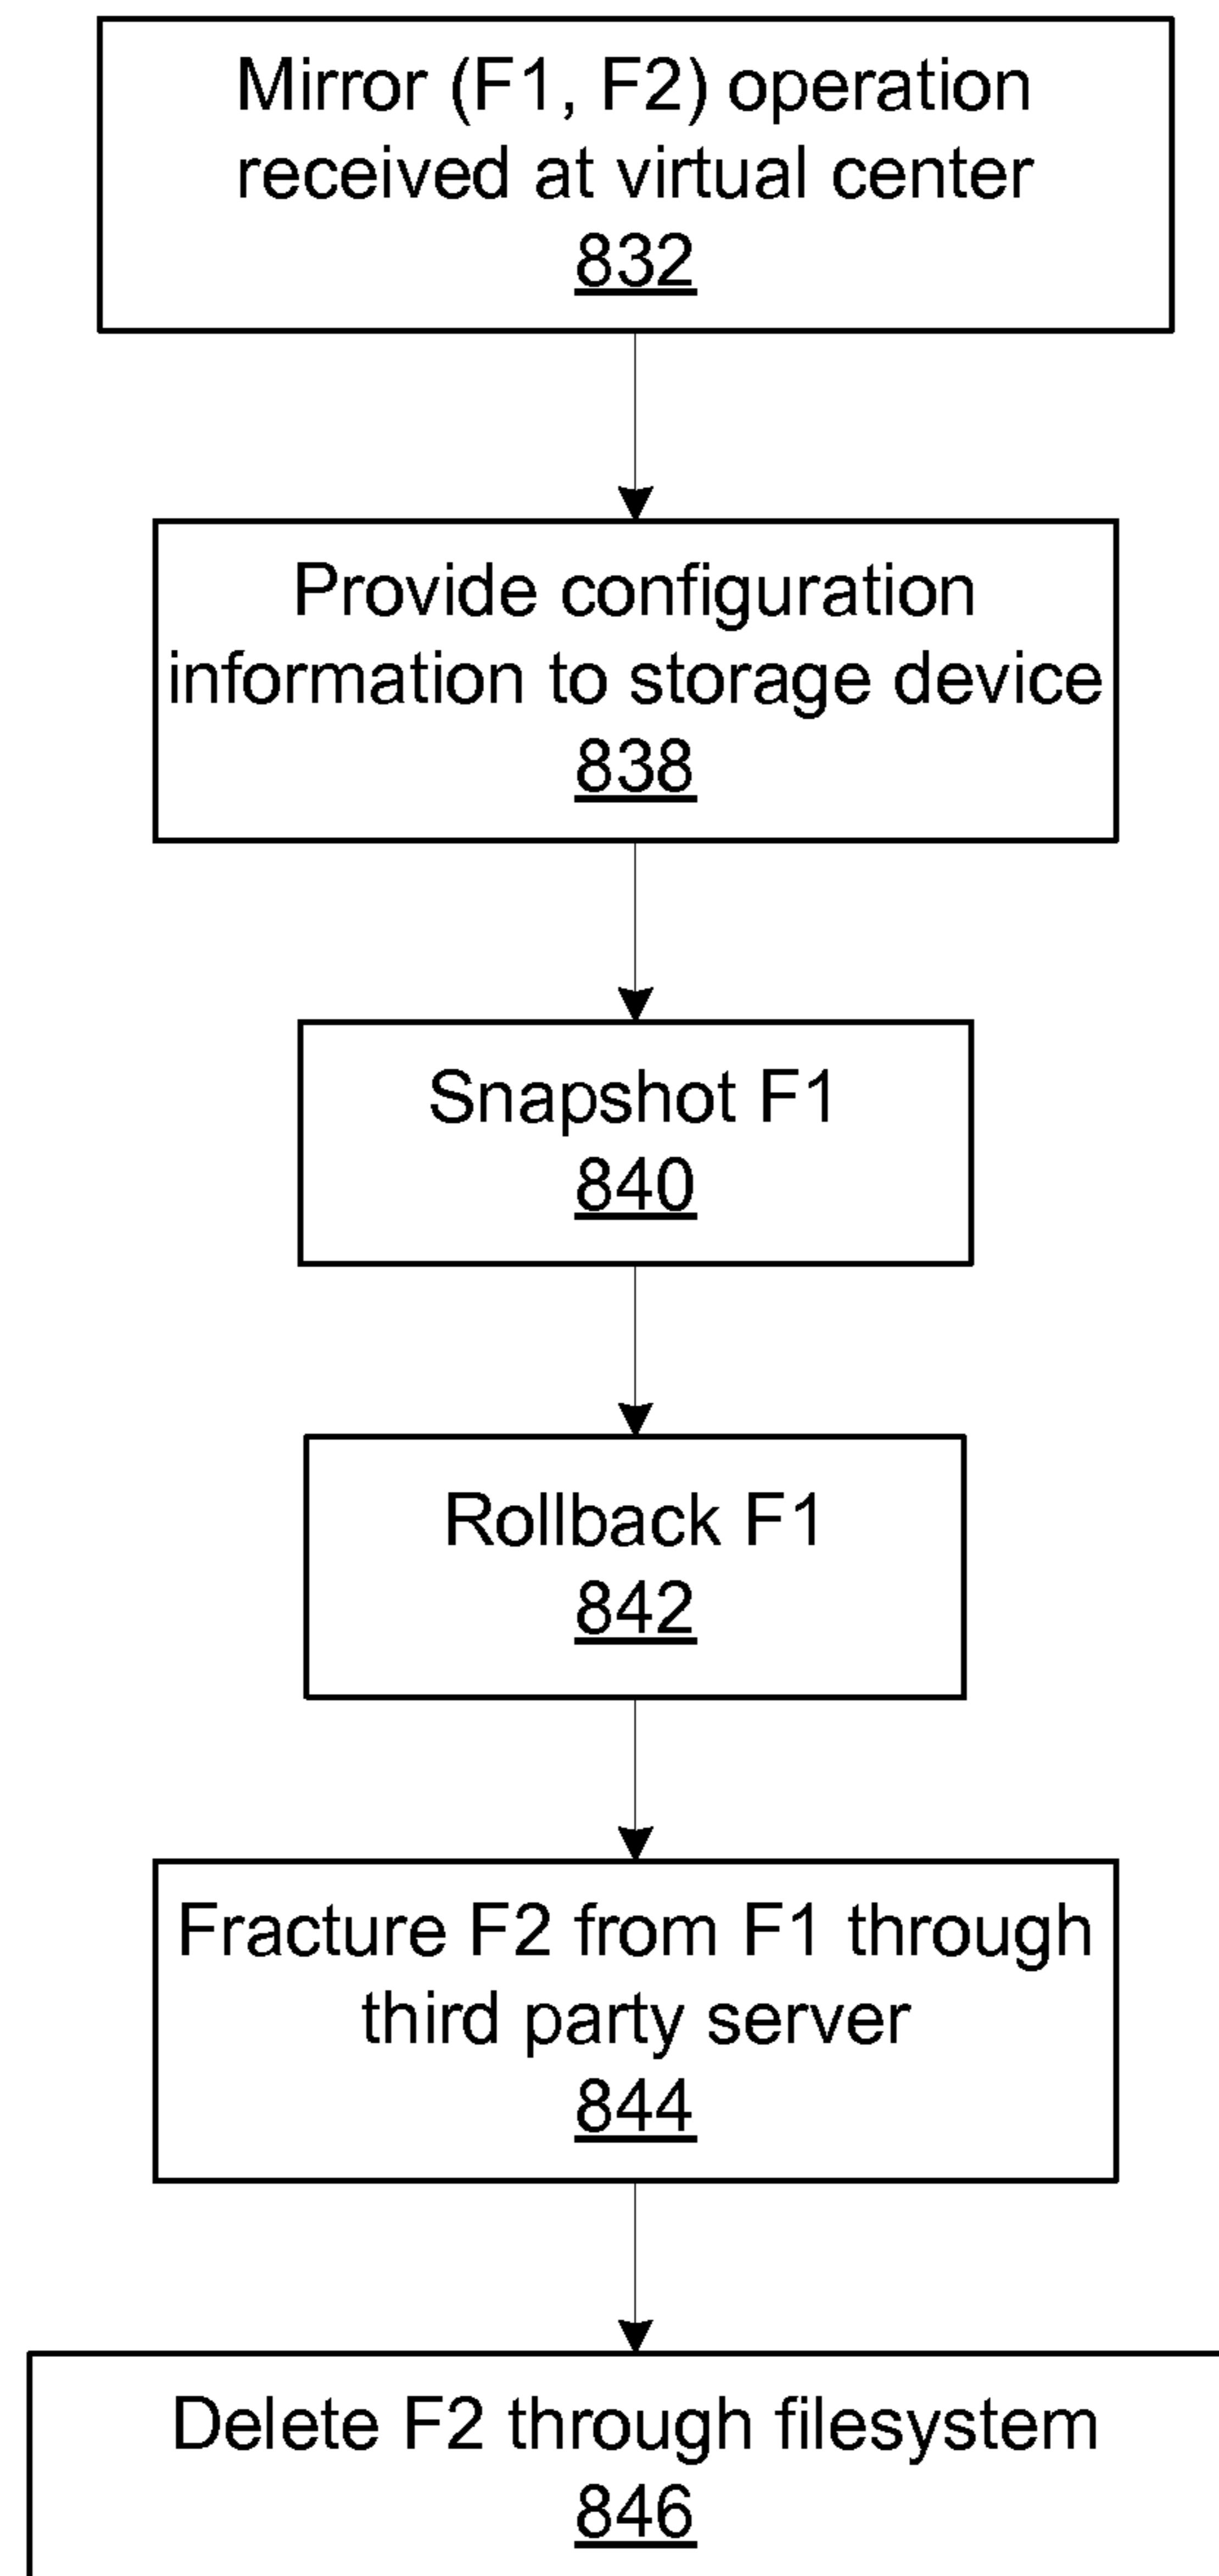 Mirror (F1, F2) operation
received at virtual center
832
Provide configuration
information to storage device
838
Snapshot F1
840
Rollback F1
842
Fracture F2 from F1 through
third party server
844
Delete F2 through filesystem
846